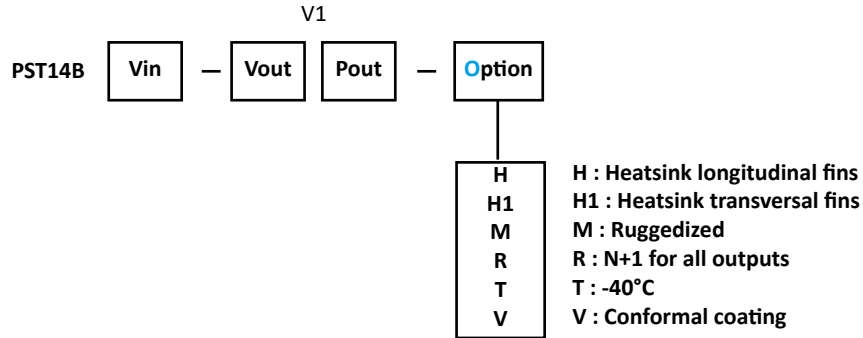 V1
PST14B Vin — Vout Pout — Option
H H : Heatsink longitudinal fins
H1 H1 : Heatsink transversal fins
M M : Ruggedized
R R : N+1 for all outputs
T T : -40°C
V V : Conformal coating